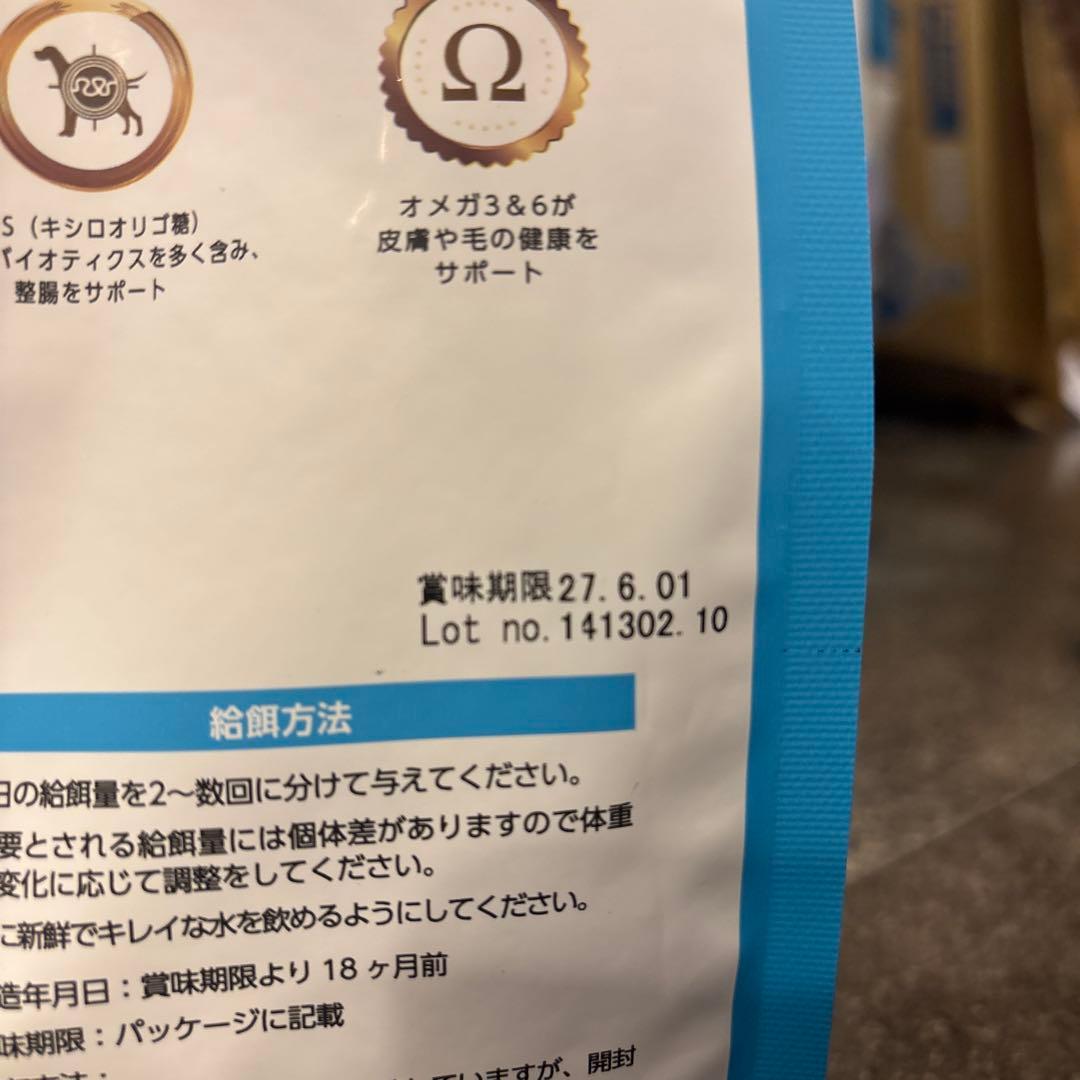 Ω
S（キシロオリゴ糖）
バイオティクスを多く含み、
整腸をサポート
オメガ3＆6が
皮膚や毛の健康を
サポート
賞味期限27.6.01
Lot no.141302.10
給餌方法
日の給餌量を2〜数回に分けて与えてください。
要とされる給餌量には個体差がありますので体重
変化に応じて調整をしてください。
に新鮮でキレイな水を飲めるようにしてください。
造年月日：賞味期限より18ヶ月前
味期限：パッケージに記載
方法：
ていますが、開封